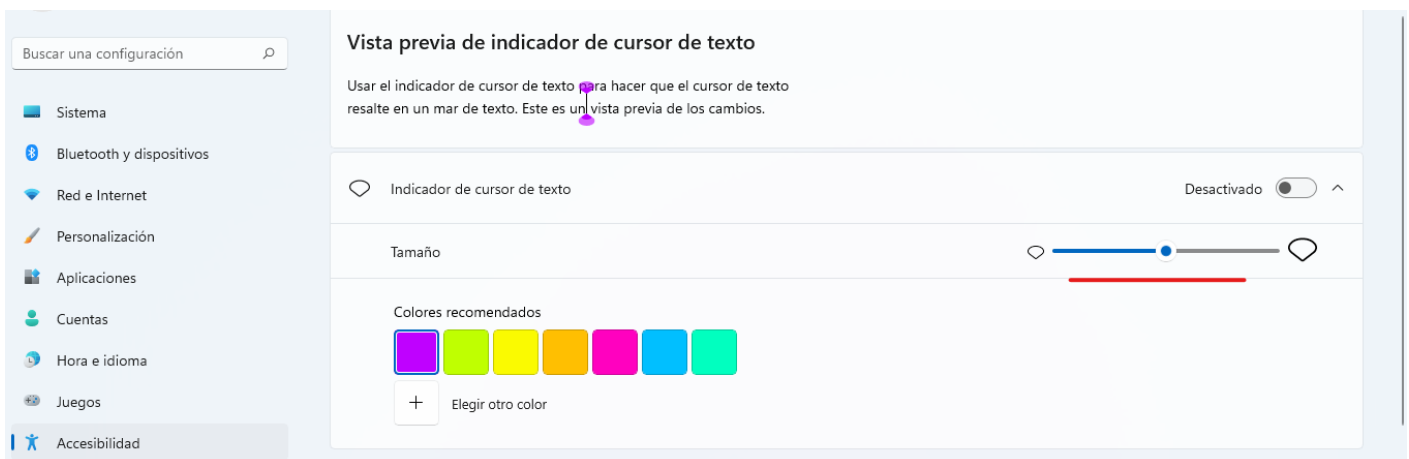 Buscar una configuración
Sistema
Bluetooth y dispositivos
Red e Internet
Personalización
Aplicaciones
Cuentas
Hora e idioma
Juegos
Accesibilidad
Vista previa de indicador de cursor de texto
Usar el indicador de cursor de texto para hacer que el cursor de texto
resalte en un mar de texto. Este es un vista previa de los cambios.
Indicador de cursor de texto
Desactivado
Tamaño
Colores recomendados
Elegir otro color